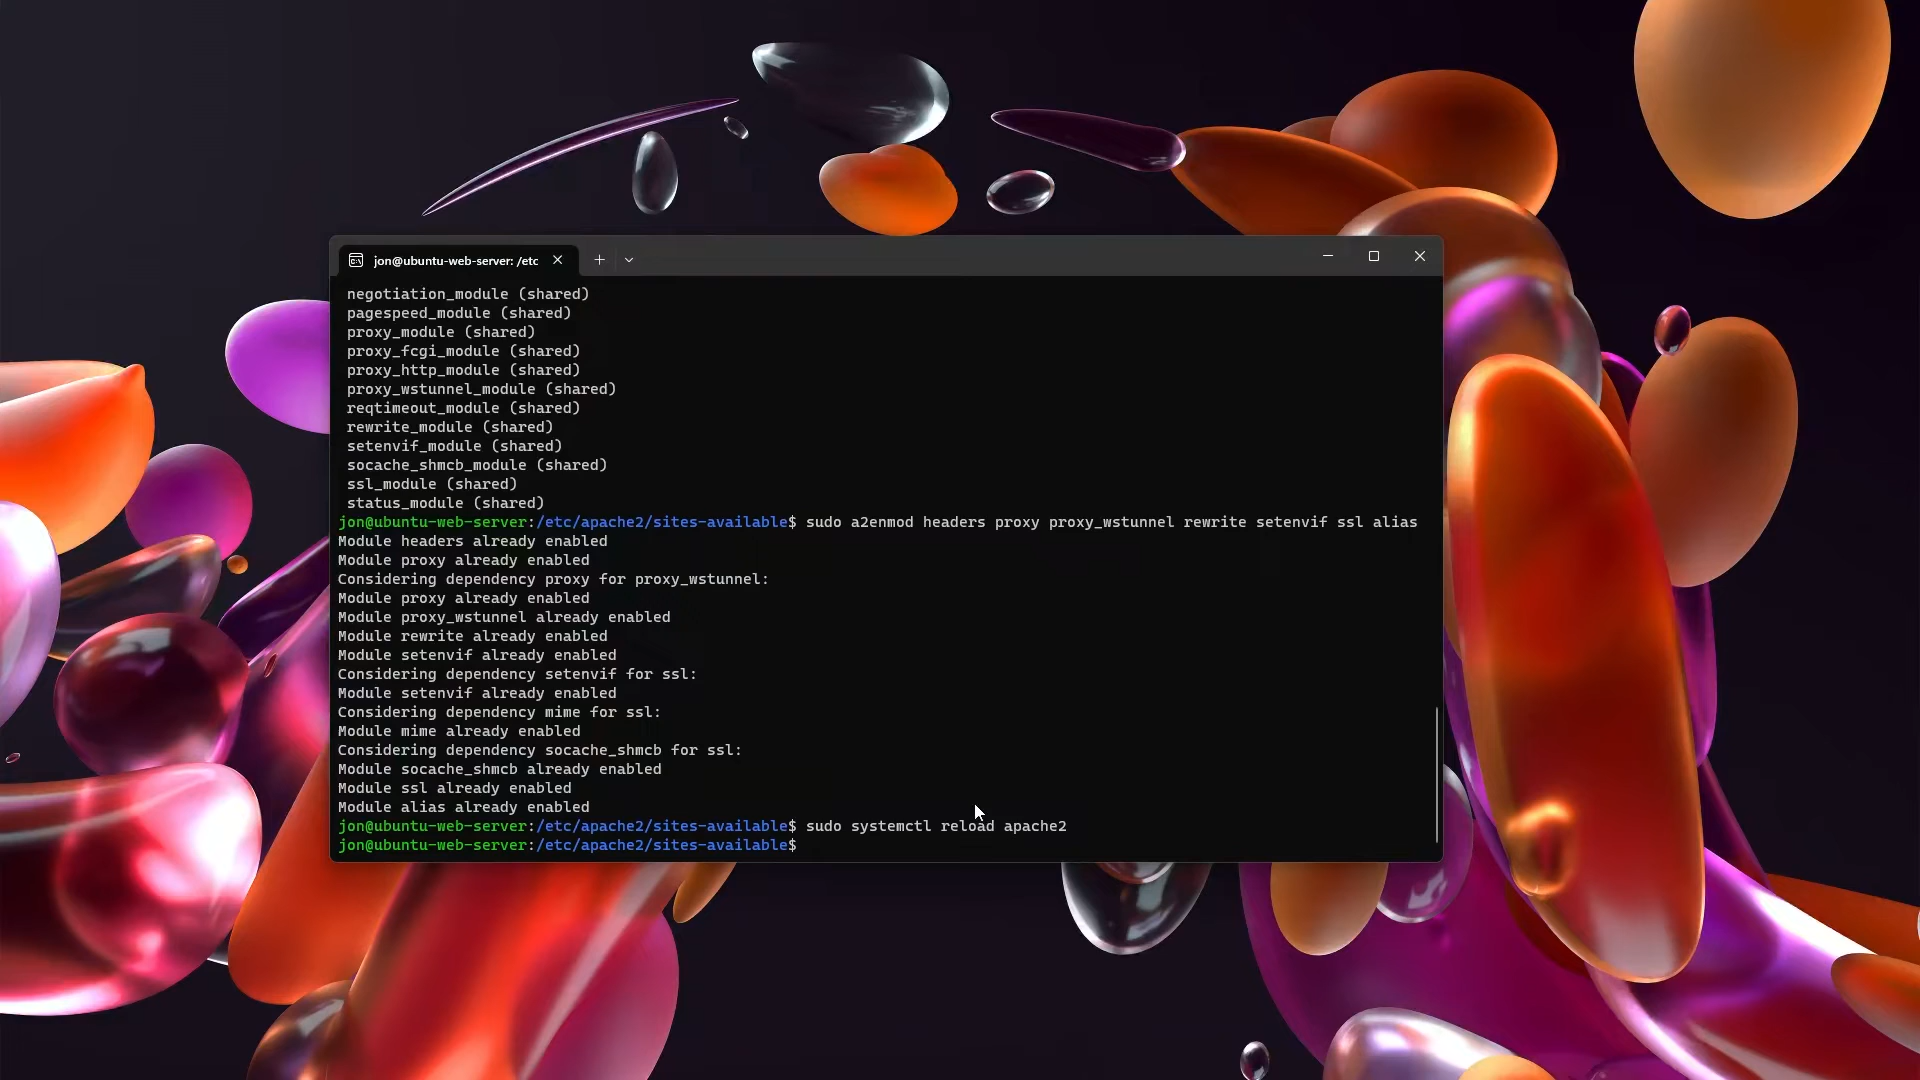 jon@ubuntu-web-server: /etc
negotiation_module (shared)
pagespeed_module (shared)
proxy_module (shared)
proxy_fcgi_module (shared)
proxy_http_module (shared)
proxy_wstunnel_module (shared)
reqtimeout_module (shared)
rewrite_module (shared)
setenvif_module (shared)
socache_shmcb_module (shared)
ssl_module (shared)
status_module (shared)
jon@ubuntu-web-server:/etc/apache2/sites-available$ sudo a2enmod headers proxy proxy_wstunnel rewrite setenvif ssl alias
Module headers already enabled
Module proxy already enabled
Considering dependency proxy for proxy_wstunnel:
Module proxy already enabled
Module proxy_wstunnel already enabled
Module rewrite already enabled
Module setenvif already enabled
Considering dependency setenvif for ssl:
Module setenvif already enabled
Considering dependency mime for ssl:
Module mime already enabled
Considering dependency socache_shmcb for ssl:
Module socache_shmcb already enabled
Module ssl already enabled
Module alias already enabled
jon@ubuntu-web-server:/etc/apache2/sites-available$ sudo systemctl reload apache2
jon@ubuntu-web-server:/etc/apache2/sites-available$